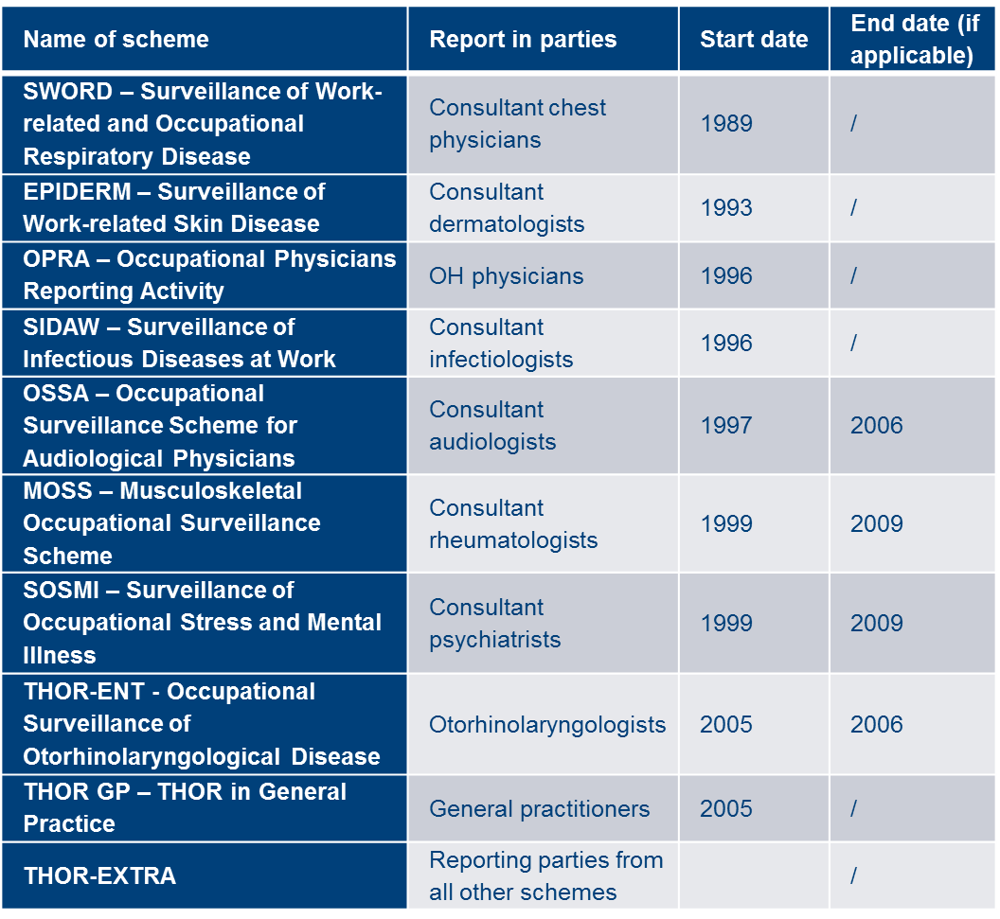 Name of scheme
Report in parties
Start date
End date (if
applicable)
SWORD – Surveillance of Work-
related and Occupational
Respiratory Disease
Consultant chest
physicians
1989
/
EPIDERM – Surveillance of
Work-related Skin Disease
Consultant
dermatologists
1993
/
OPRA – Occupational Physicians
Reporting Activity
OH physicians
1996
/
SIDAW – Surveillance of
Infectious Diseases at Work
Consultant
infectiologists
1996
/
OSSA – Occupational
Surveillance Scheme for
Audiological Physicians
Consultant
audiologists
1997
2006
MOSS – Musculoskeletal
Occupational Surveillance
Scheme
Consultant
rheumatologists
1999
2009
SOSMI – Surveillance of
Occupational Stress and Mental
Illness
Consultant
psychiatrists
1999
2009
THOR-ENT - Occupational
Surveillance of
Otorhinolaryngological Disease
Otorhinolaryngologists
2005
2006
THOR GP – THOR in General
Practice
General practitioners
2005
/
THOR-EXTRA
Reporting parties from
all other schemes
/